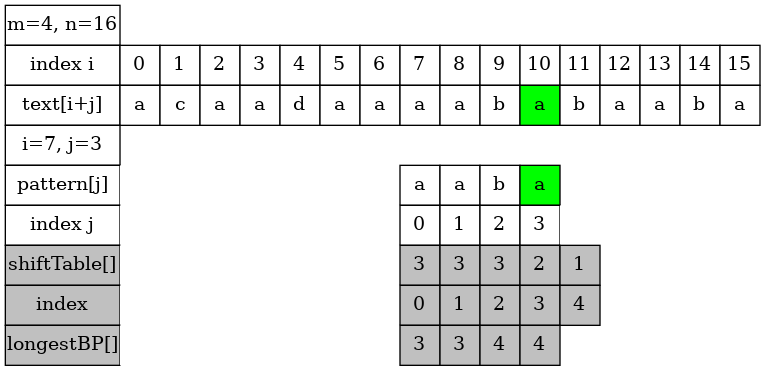 m=4, n=16
index i 0 1 2 3 4 5 6 7 8 9 10 11 12 13 14 15
text[i+j] a c a a d a a a a b a b a a b a
i=7, j=3
pattern[j] a a b a
index j 0 1 2 3
shiftTable[] 3 3 3 2 1
index 0 1 2 3 4
longestBP[] 3 3 4 4